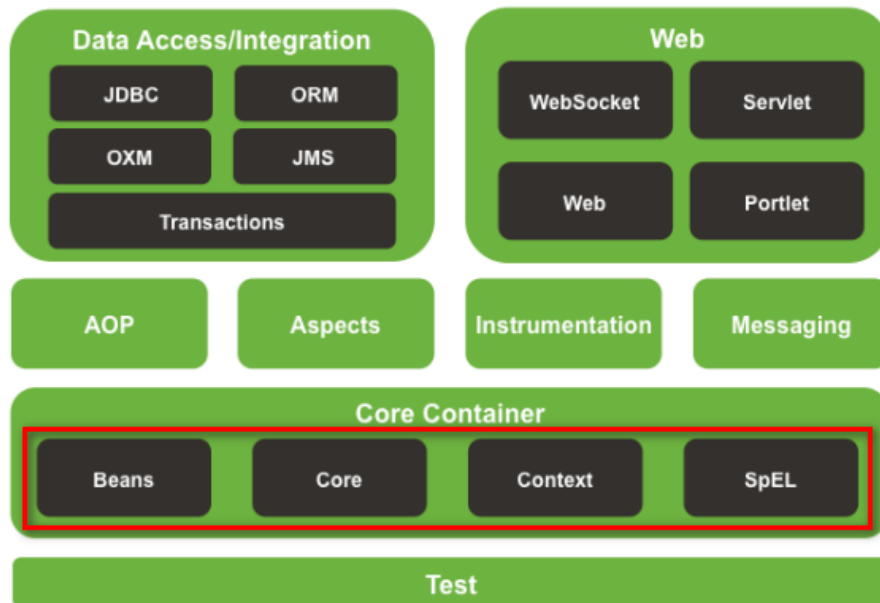 Data Access/Integration
JDBC
ORM
OXM
JMS
Transactions
Web
WebSocket
Servlet
Web
Portlet
AOP
Aspects
Instrumentation
Messaging
Core Container
Beans
Core
Context
SpEL
Test